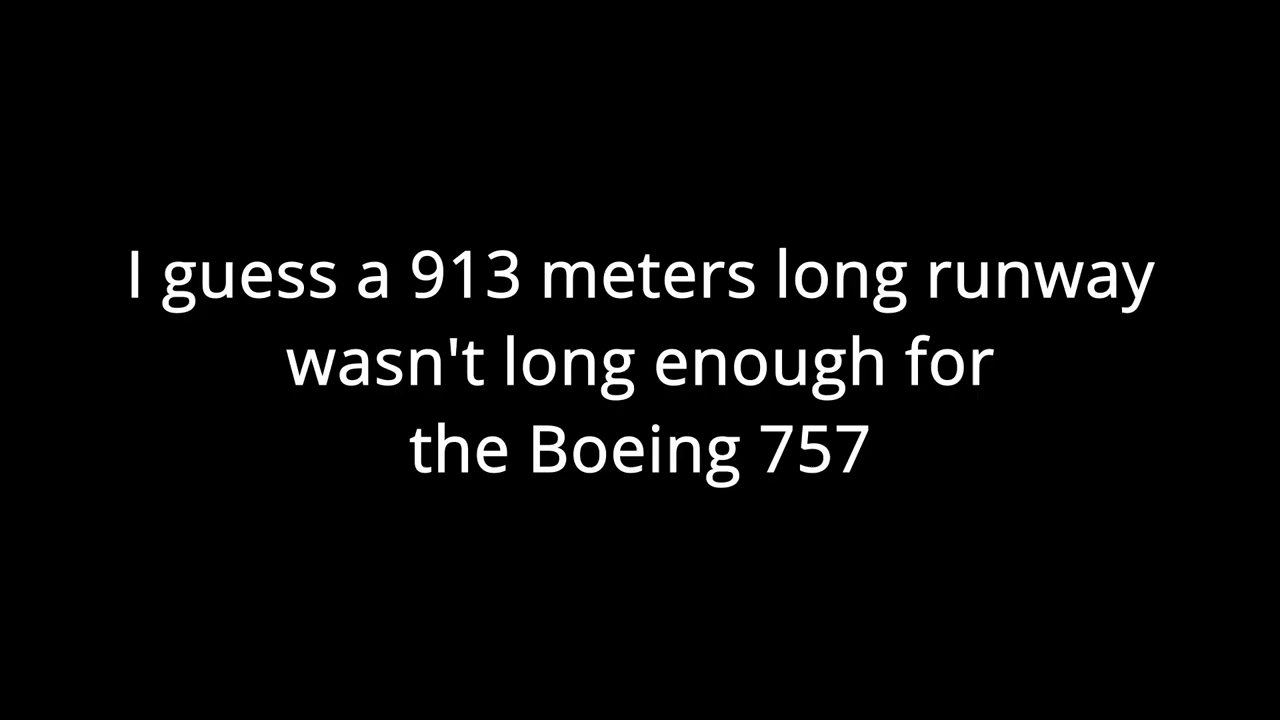 I guess a 913 meters long runway
wasn't long enough for
the Boeing 757